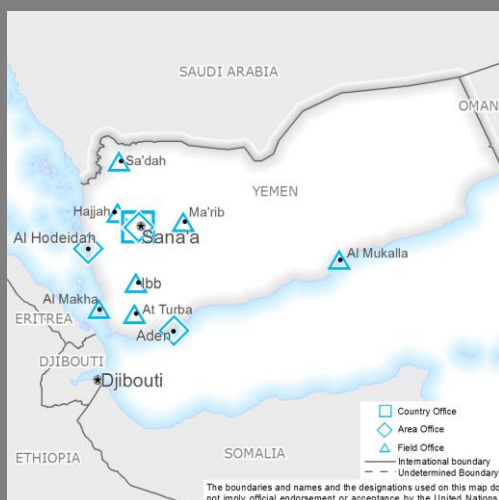 SAUDI ARABIA
OMAN
Sa'dah
YEMEN
Hajjah
Ma'rib
Sana'a
Al Hodeidah
Al Mukalla
Ibb
Al Makha
At Turba
ERITREA
Aden
DJIBOUTI
Djibouti
Country Office
Area Office
Field Office
International boundary
Undetermined Boundary
ETHIOPIA
SOMALIA
The boundaries and names and the designations used on this map do
not imply official endorsement or acceptance by the United Nations